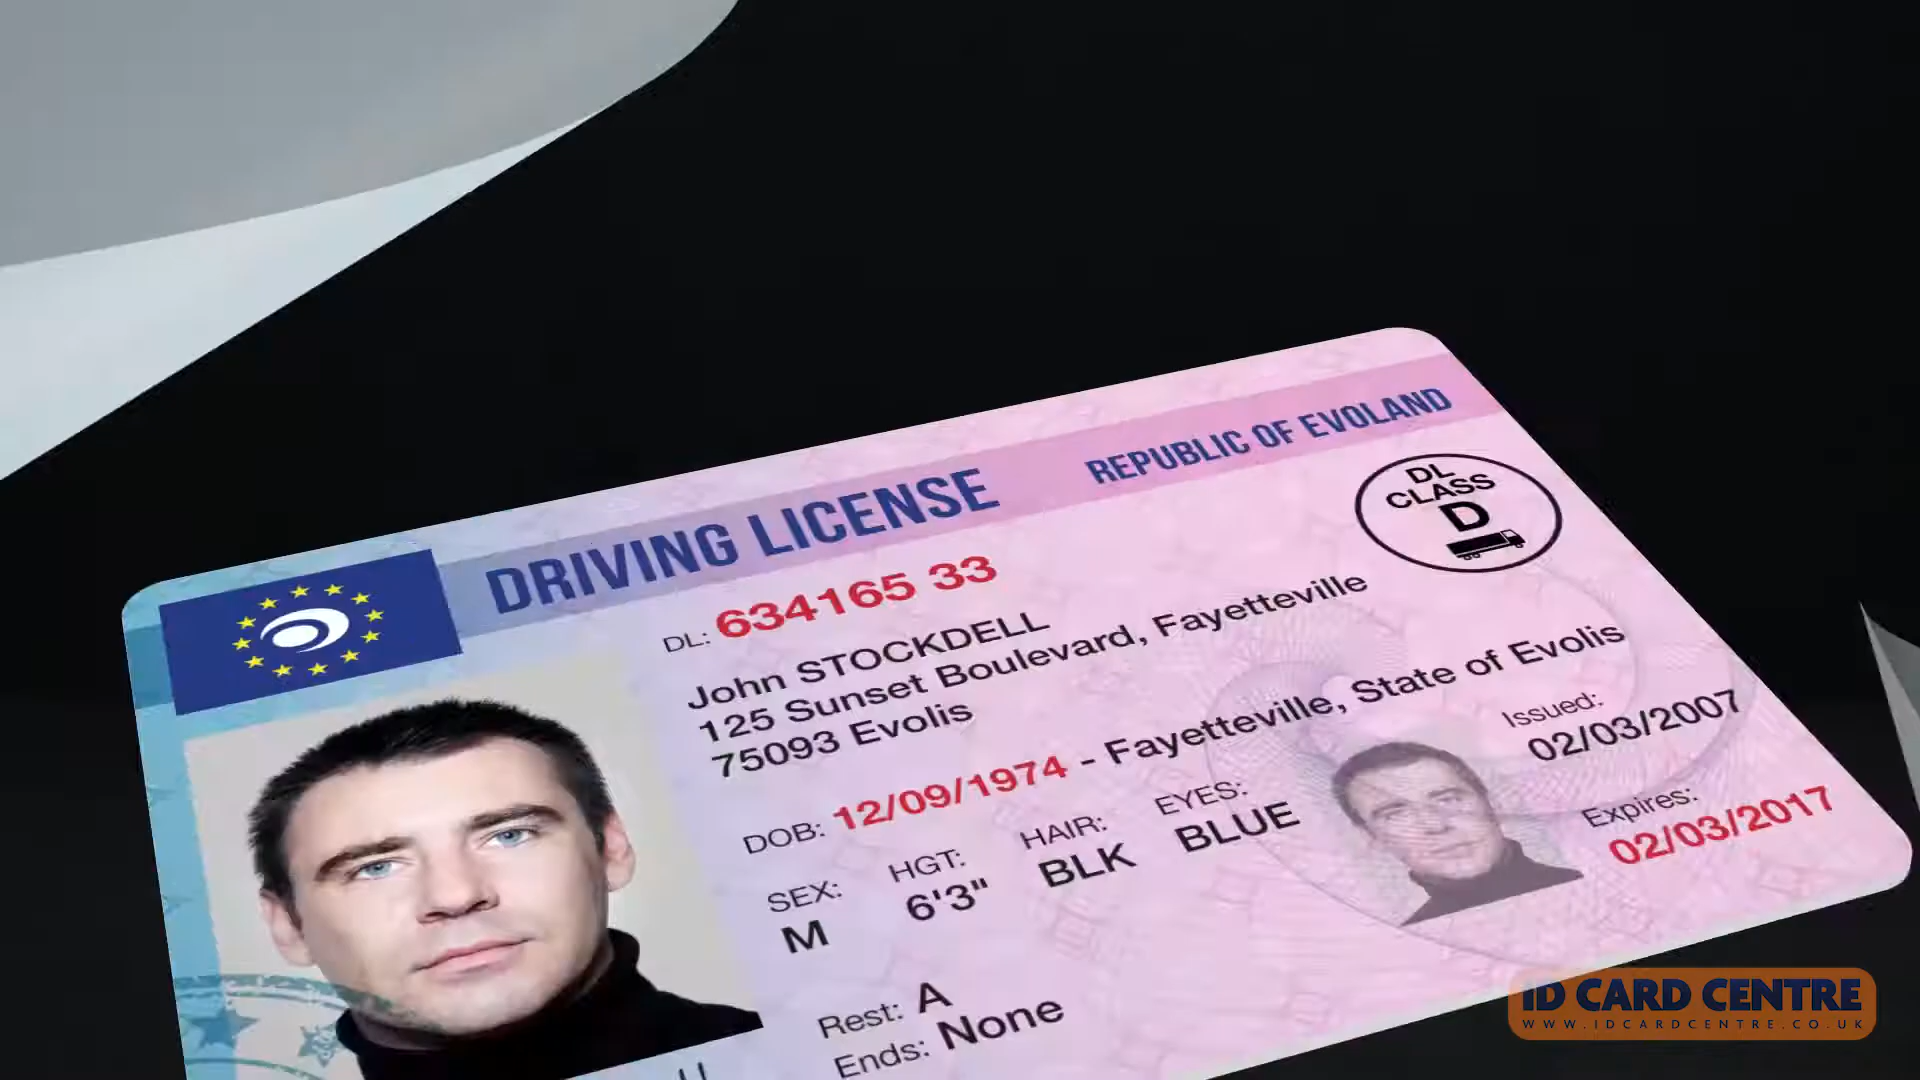 DRIVING LICENSE
REPUBLIC OF EVOLAND
DL CLASS D
DL: 634165 33
John STOCKDELL
125 Sunset Boulevard, Fayetteville
75093 Evolis
DOB: 12/09/1974 - Fayetteville, State of Evolis
SEX: M
HGT: 6'3"
HAIR: BLK
EYES: BLUE
Issued: 02/03/2007
Expires: 02/03/2017
Rest: A
Ends: None
ID CARD CENTRE
WWW.IDCARDCENTRE.CO.UK